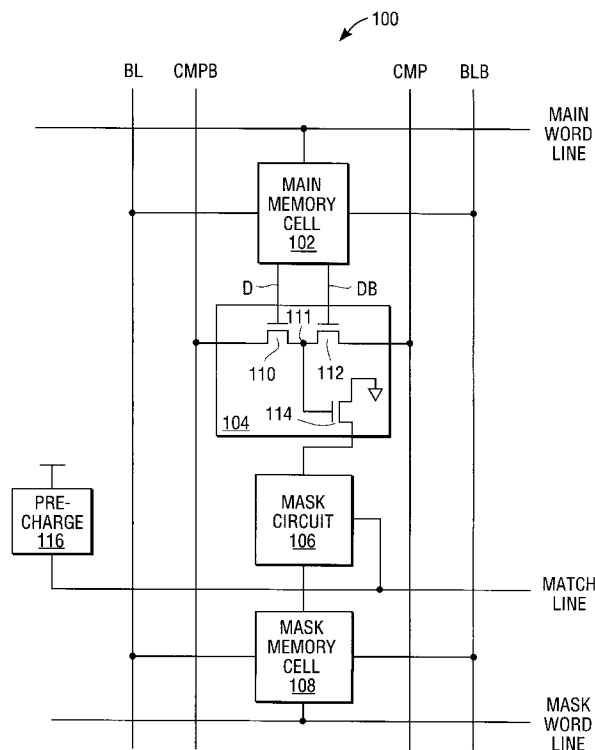 100
BL CMPB CMP BLB
MAIN
WORD
LINE
MAIN
MEMORY
CELL
102
D DB
111
110 112
114
104
PRE-
CHARGE
116
MASK
CIRCUIT
106
MATCH
LINE
MASK
MEMORY
CELL
108
MASK
WORD
LINE